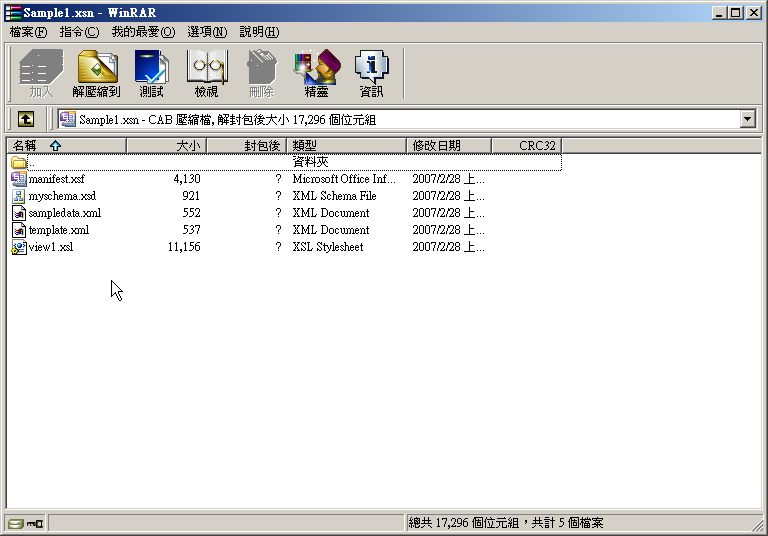 Sample1.xsn - WinRAR
檔案(F) 指令(C) 我的最愛(O) 選項(N) 說明(H)
加入 解壓縮到 測試 檢視 刪除 精靈 資訊
Sample1.xsn - CAB 壓縮檔, 解封包後大小 17,296 個位元組
名稱 大小 封包後 類型 修改日期 CRC32
.. 資料夾
manifest.xsf 4,130 ? Microsoft Office Inf... 2007/2/28 上...
myschema.xsd 921 ? XML Schema File 2007/2/28 上...
sampledata.xml 552 ? XML Document 2007/2/28 上...
template.xml 537 ? XML Document 2007/2/28 上...
view1.xsl 11,156 ? XSL Stylesheet 2007/2/28 上...
總共 17,296 個位元組，共計 5 個檔案